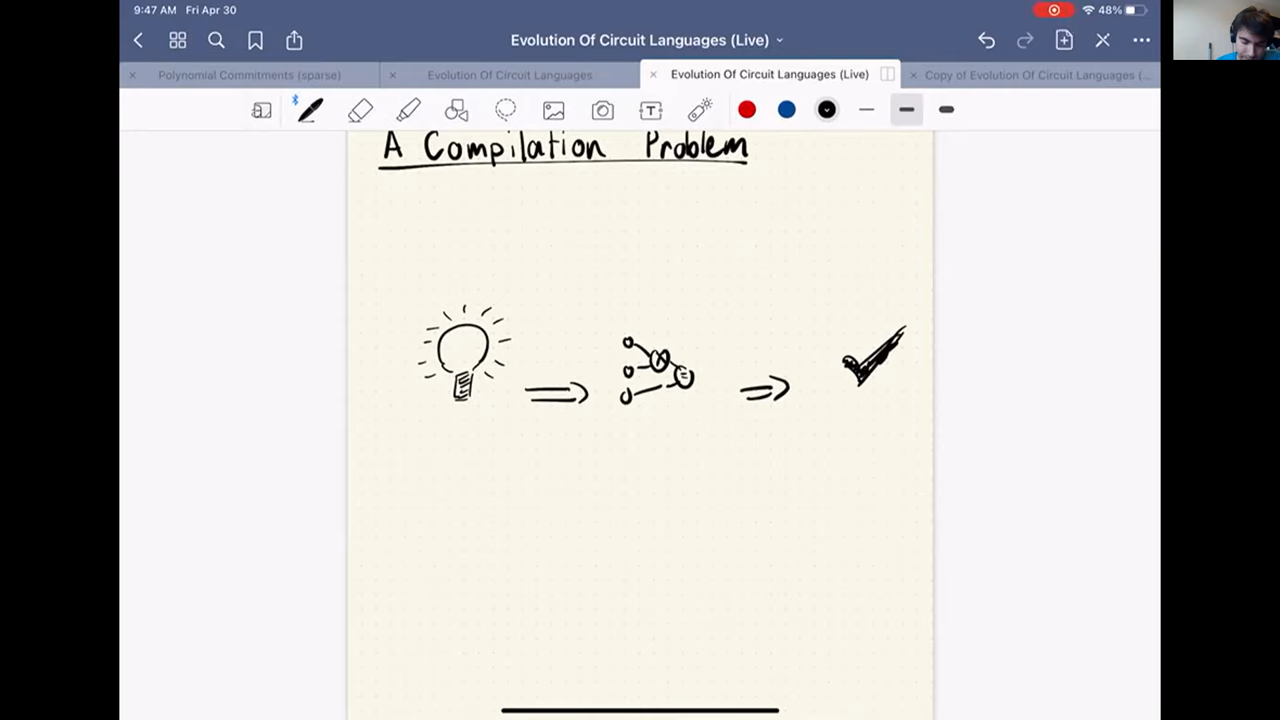 9:47 AM Fri Apr 30
48%
Evolution Of Circuit Languages (Live)
Polynomial Commitments (sparse)
Evolution Of Circuit Languages
Evolution Of Circuit Languages (Live)
Copy of Evolution Of Circuit Languages (...
T
A Compilation Problem
x
=